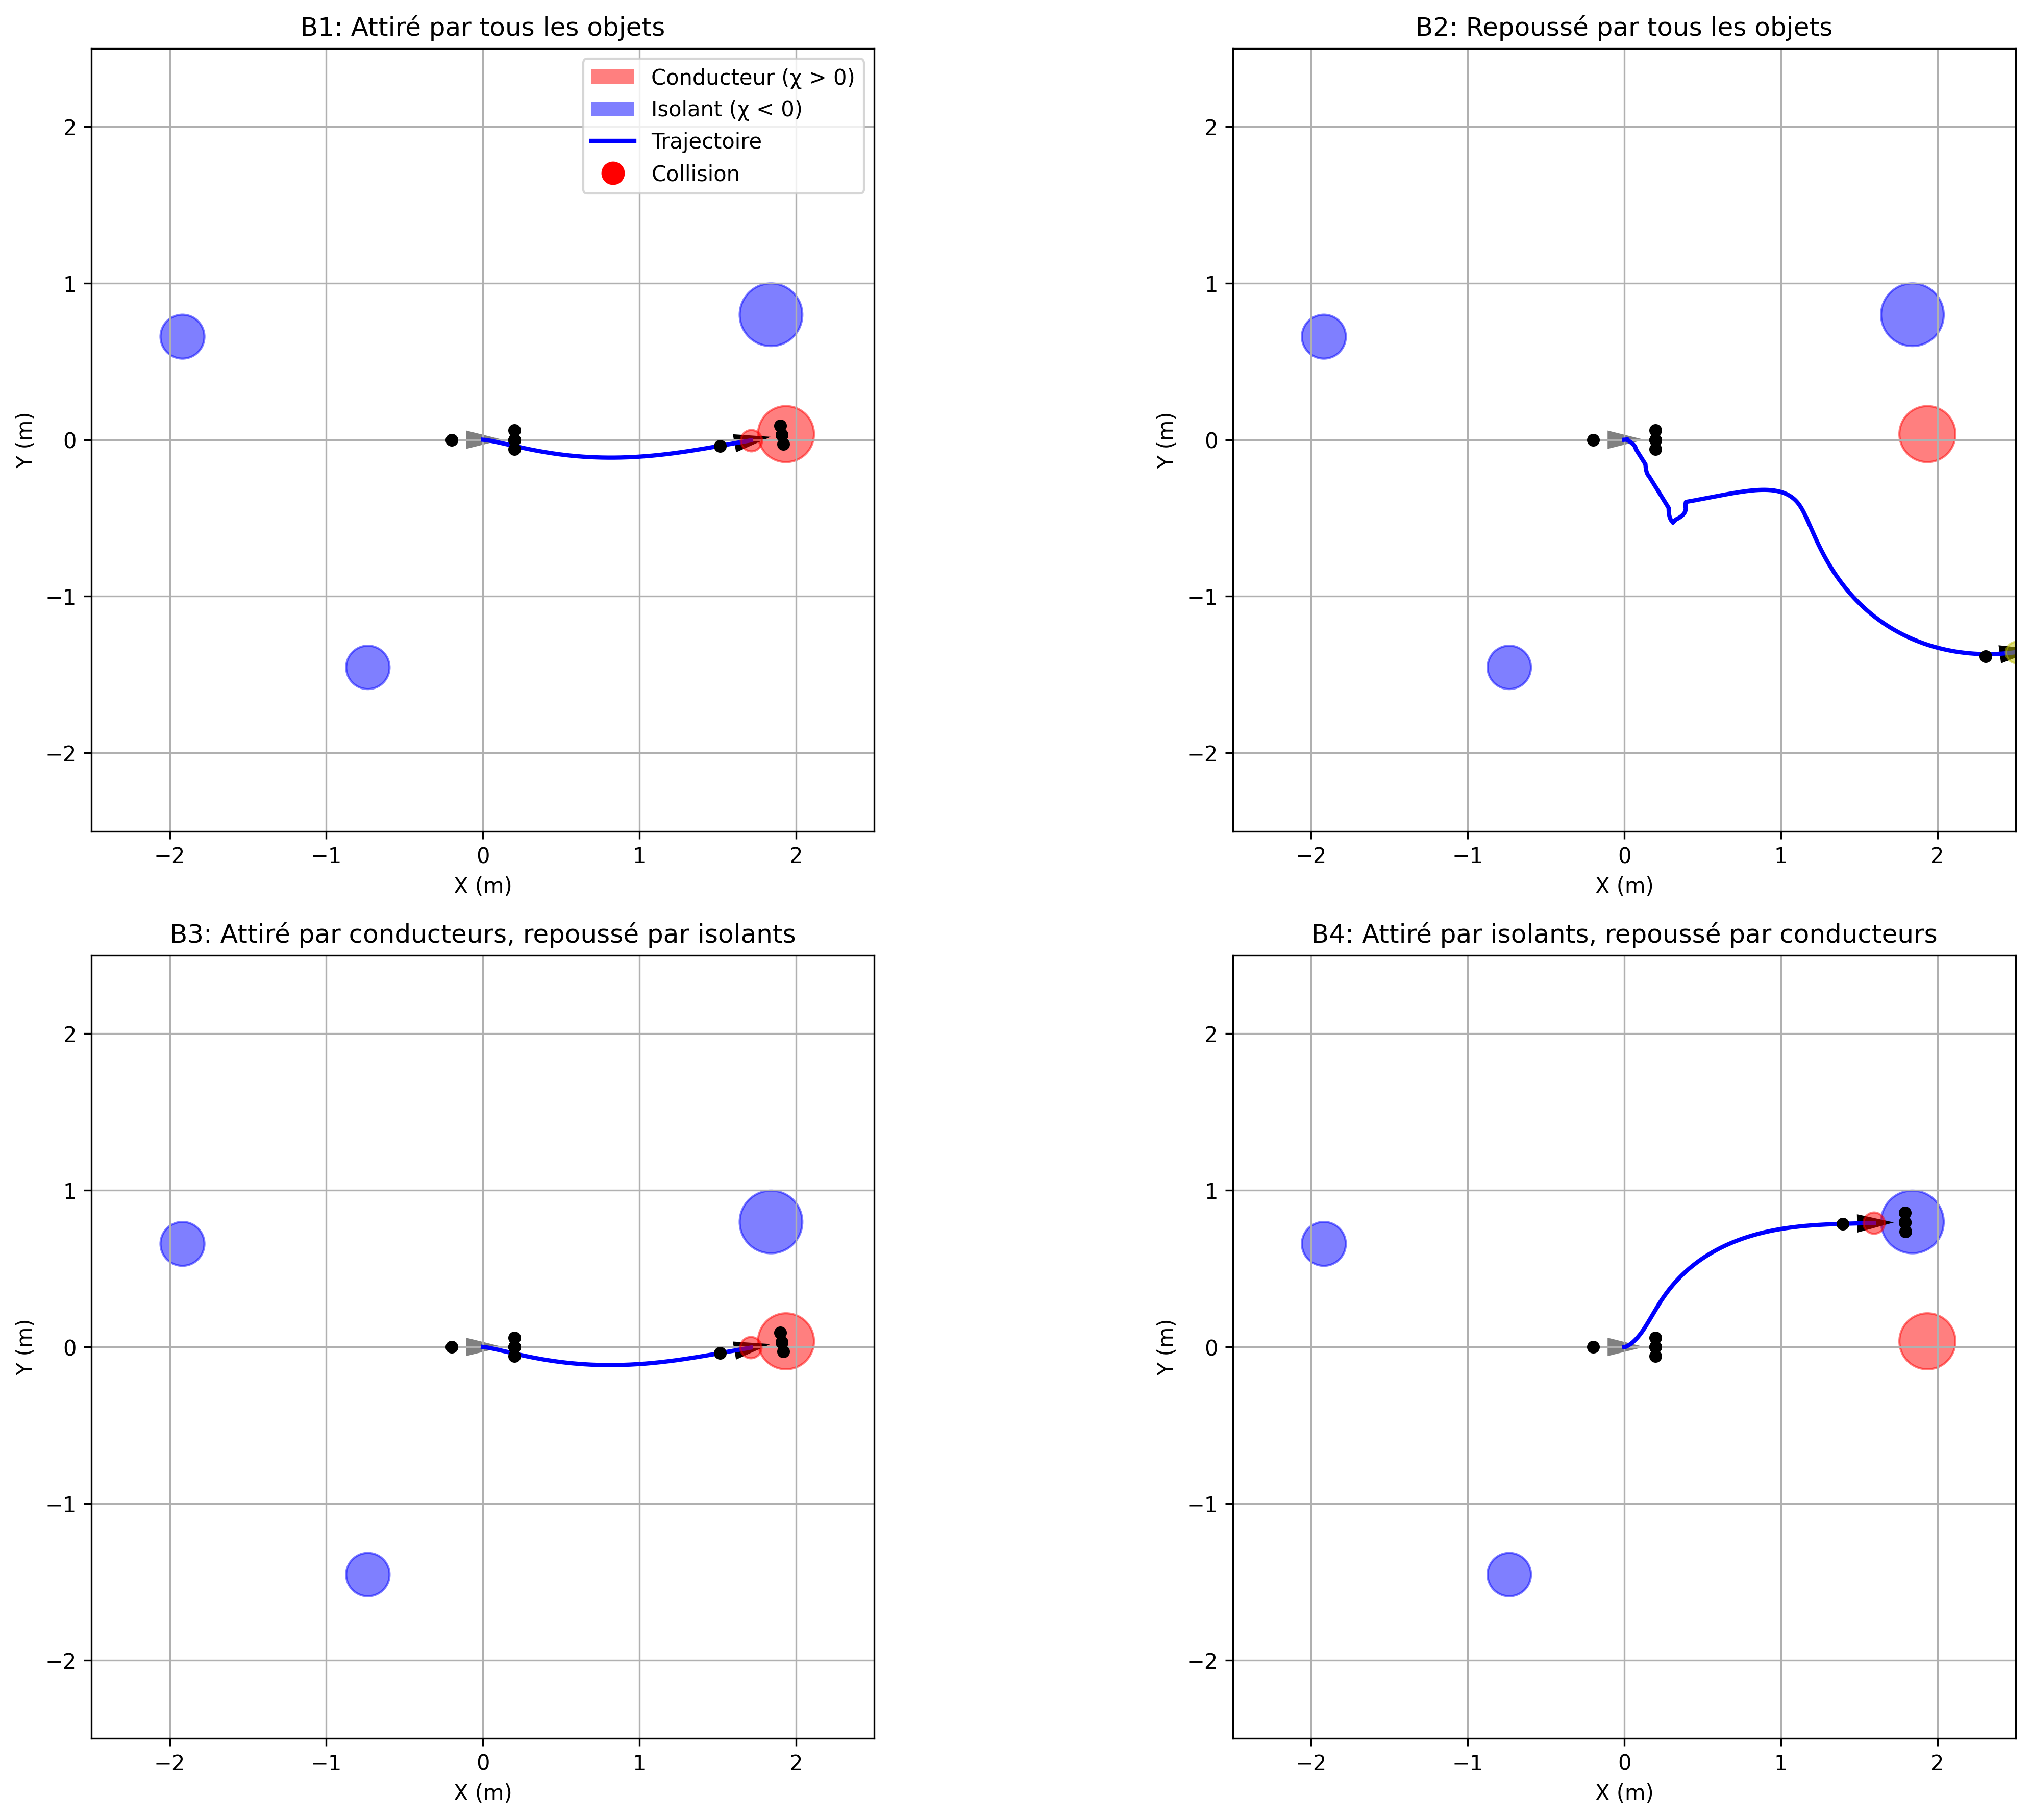 B1: Attiré par tous les objets
Conducteur (χ > 0)
Isolant (χ < 0)
Trajectoire
Collision
2
1
0
−1
−2
Y (m)
−2
−1
0
1
2
X (m)
B2: Repoussé par tous les objets
2
1
0
−1
−2
Y (m)
−2
−1
0
1
2
X (m)
B3: Attiré par conducteurs, repoussé par isolants
2
1
0
−1
−2
Y (m)
−2
−1
0
1
2
X (m)
B4: Attiré par isolants, repoussé par conducteurs
2
1
0
−1
−2
Y (m)
−2
−1
0
1
2
X (m)